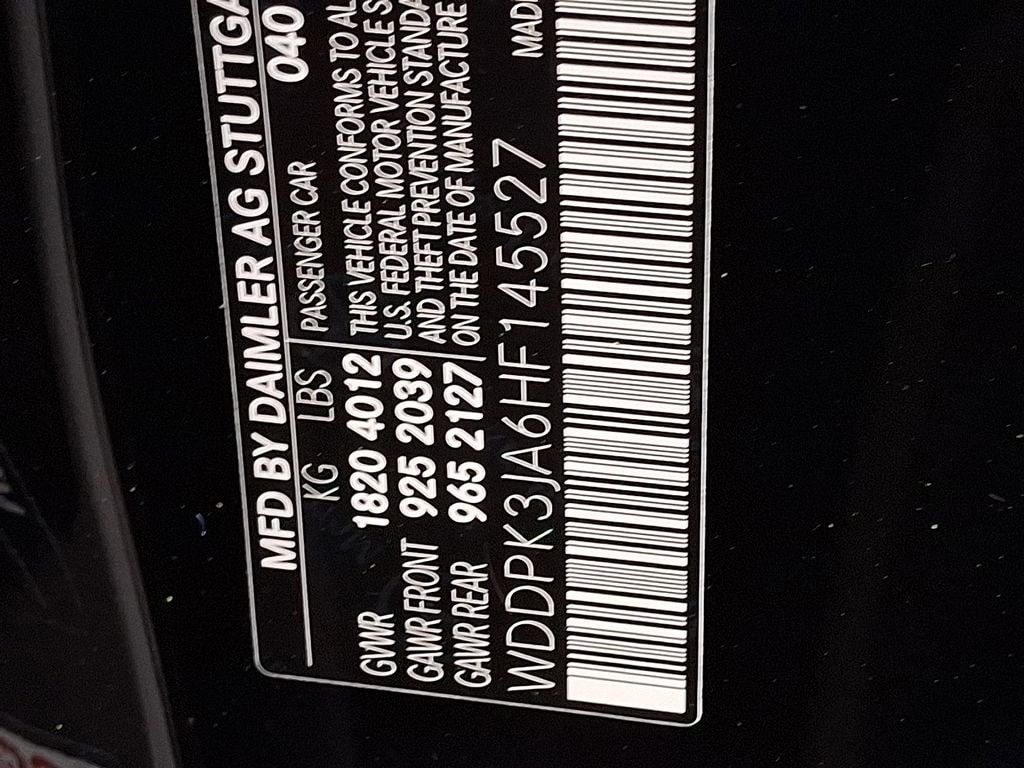 MFD BY DAIMLER AG STUTTGA
040
KG LBS
GVWR 1820 4012
GAWR FRONT 925 2039
GAWR REAR 965 2127
PASSENGER CAR
THIS VEHICLE CONFORMS TO AL
U.S. FEDERAL MOTOR VEHICLE S
AND THEFT PREVENTION STANDA
ON THE DATE OF MANUFACTURE
WDDPK3JA6HF145527 MADE